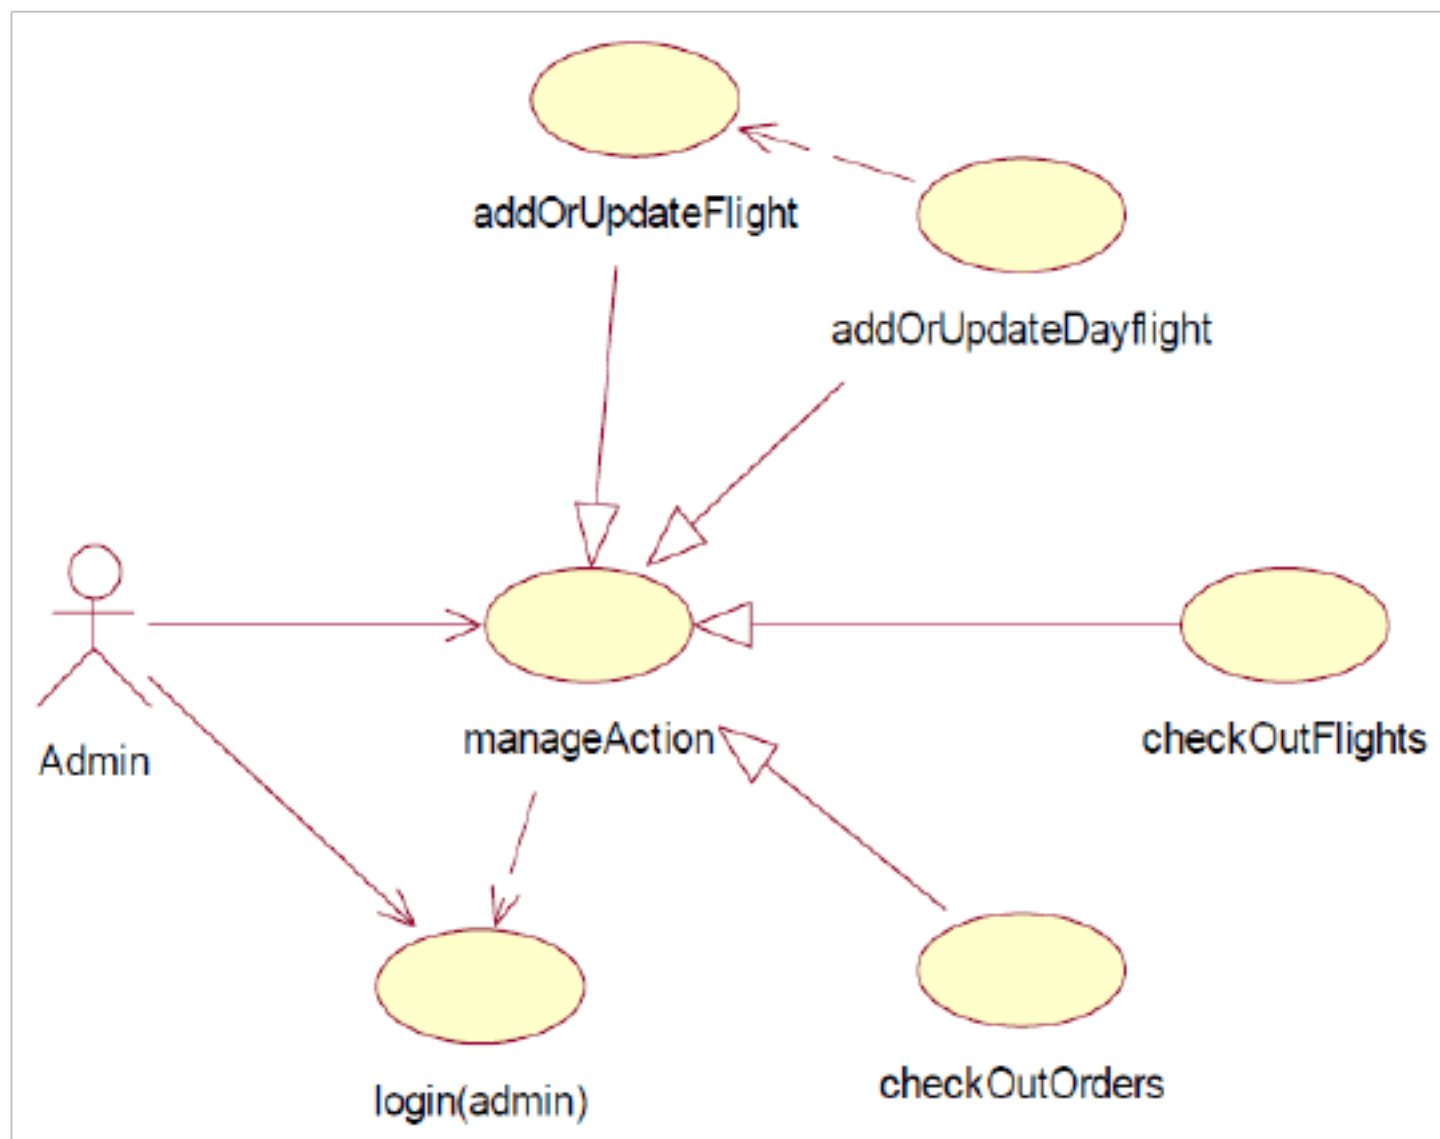 addOrUpdateFlight
addOrUpdateDayflight
Admin
manageAction
checkOutFlights
login(admin)
checkOutOrders